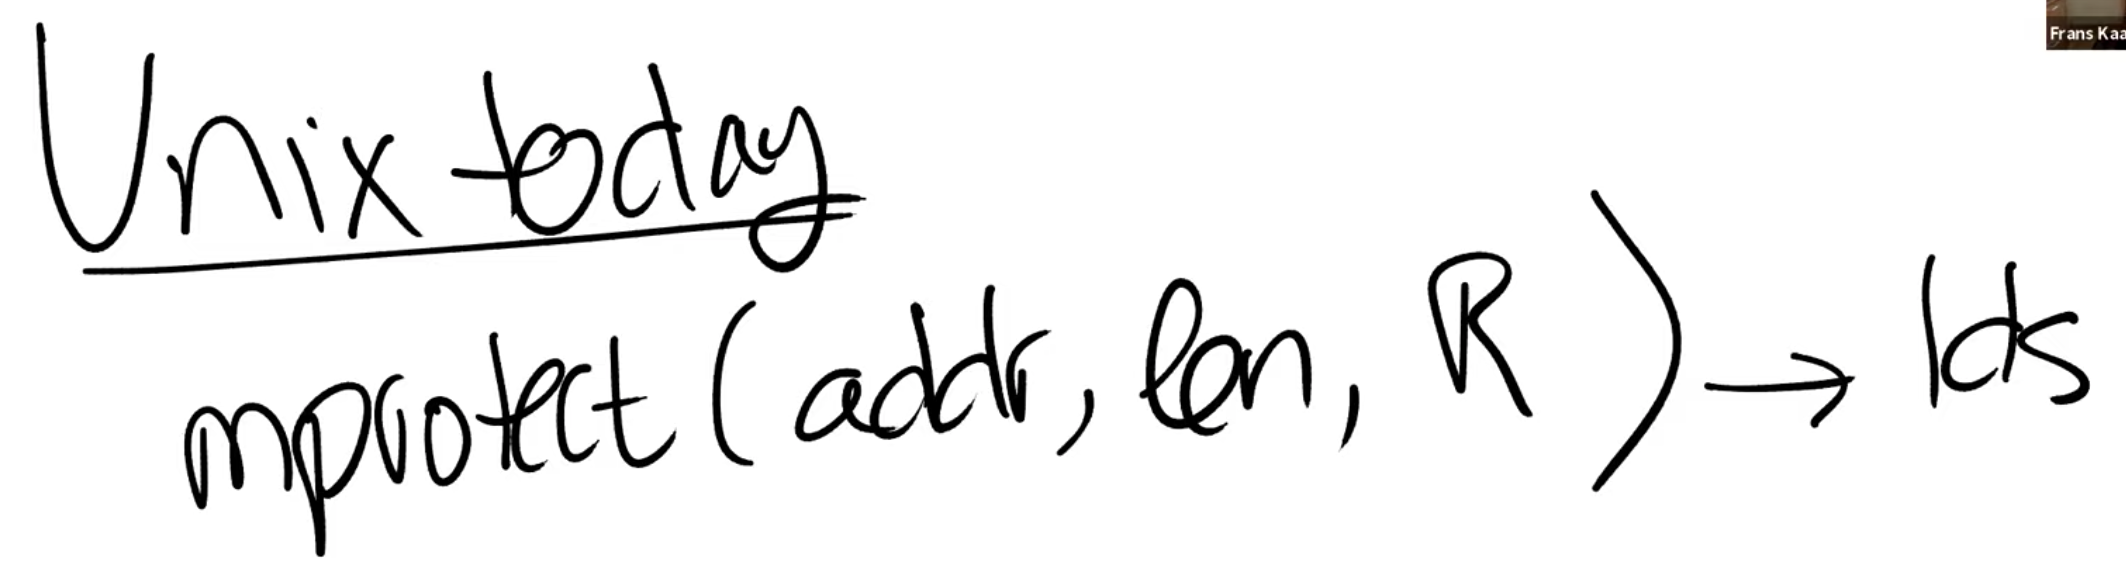 Frans Kaa
Unix today
mprotect (addr, len, R ) → lds